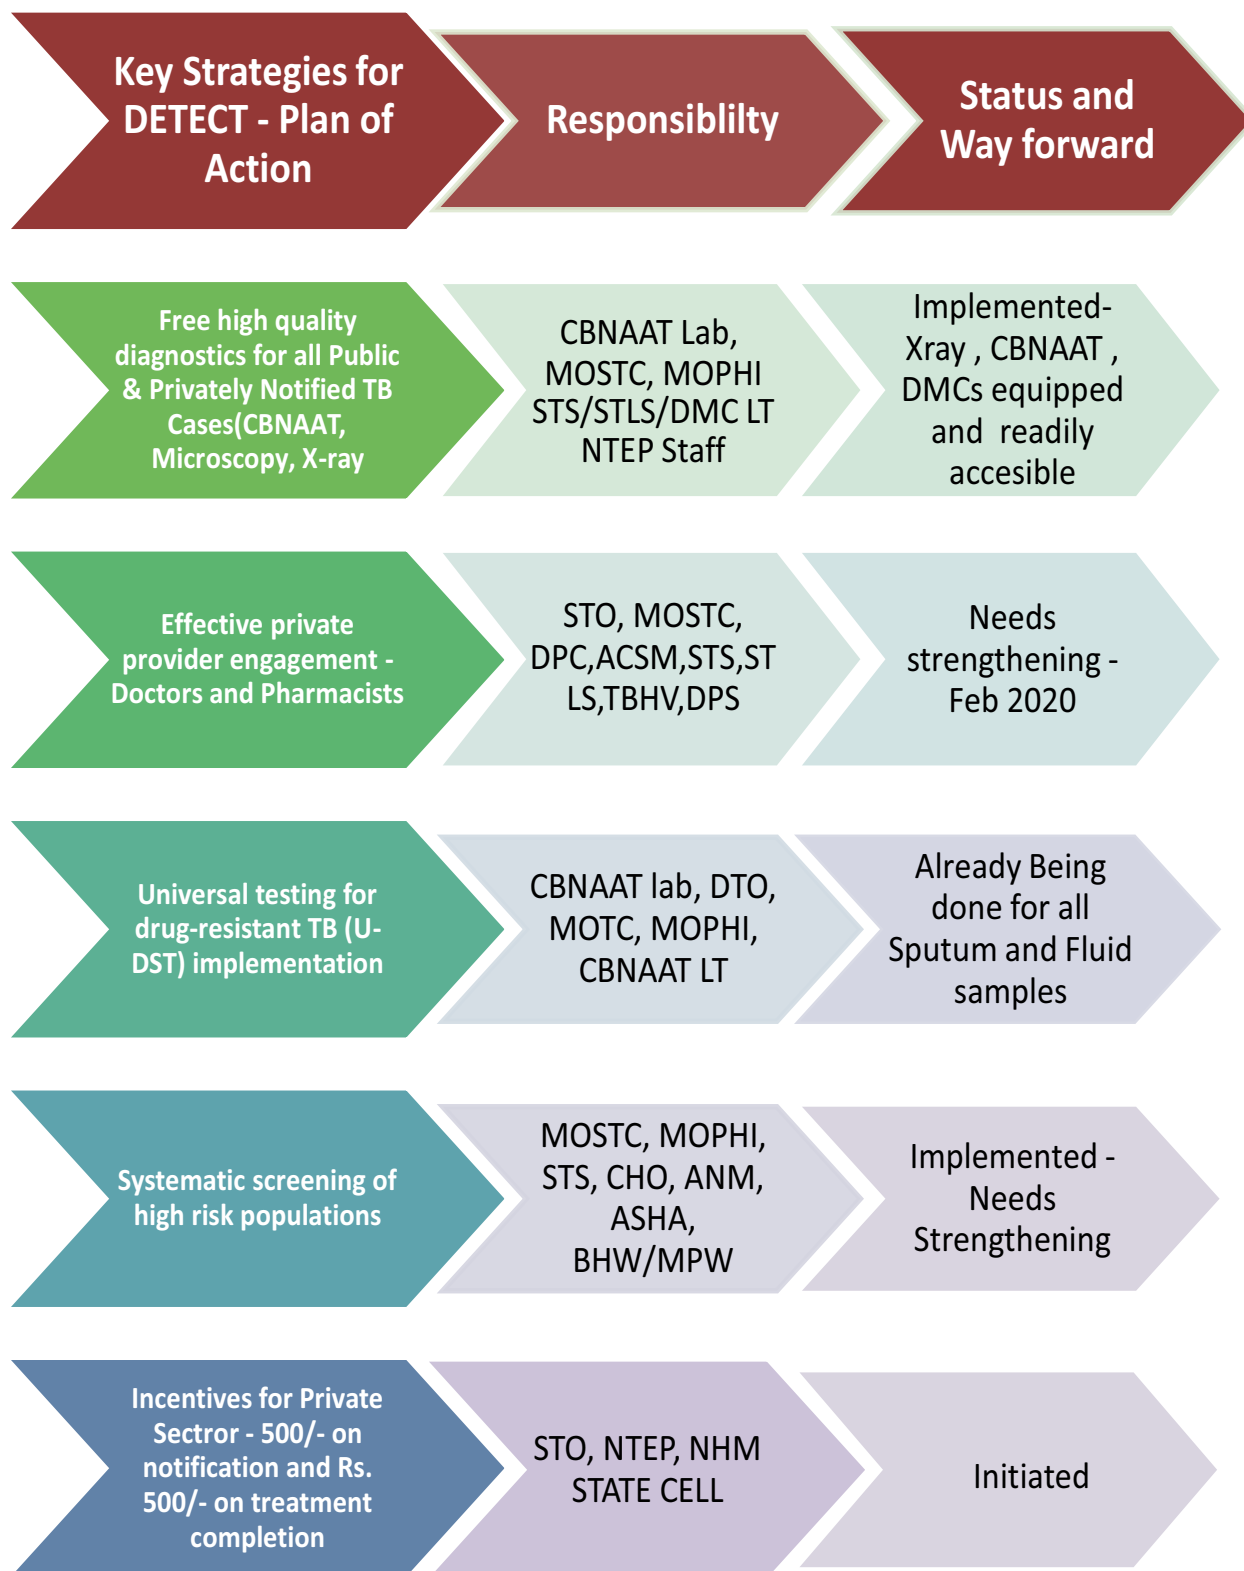 Key Strategies for
DETECT - Plan of
Action
Responsiblilty
Status and
Way forward
Free high quality
diagnostics for all Public
& Privately Notified TB
Cases(CBNAAT,
Microscopy, X-ray
CBNAAT Lab,
MOSTC, MOPHI
STS/STLS/DMC LT
NTEP Staff
Implemented-
Xray , CBNAAT ,
DMCs equipped
and readily
accesible
Effective private
provider engagement -
Doctors and Pharmacists
STO, MOSTC,
DPC,ACSM,STS,ST
LS,TBHV,DPS
Needs
strengthening -
Feb 2020
Universal testing for
drug-resistant TB (U-
DST) implementation
CBNAAT lab, DTO,
MOTC, MOPHI,
CBNAAT LT
Already Being
done for all
Sputum and Fluid
samples
Systematic screening of
high risk populations
MOSTC, MOPHI,
STS, CHO, ANM,
ASHA,
BHW/MPW
Implemented -
Needs
Strengthening
Incentives for Private
Sectror - 500/- on
notification and Rs.
500/- on treatment
completion
STO, NTEP, NHM
STATE CELL
Initiated